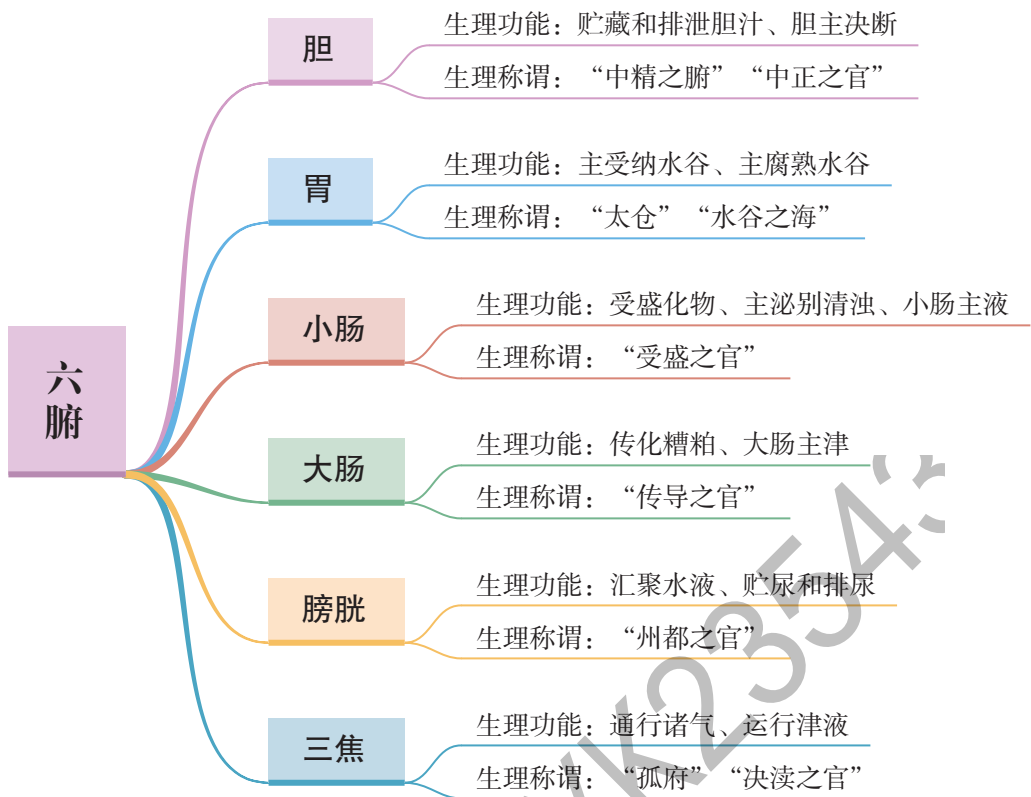 六腑
胆
生理功能：贮藏和排泄胆汁、胆主决断
生理称谓：“中精之腑”“中正之官”
胃
生理功能：主受纳水谷、主腐熟水谷
生理称谓：“太仓”“水谷之海”
小肠
生理功能：受盛化物、主泌别清浊、小肠主液
生理称谓：“受盛之官”
大肠
生理功能：传化糟粕、大肠主津
生理称谓：“传导之官”
膀胱
生理功能：汇聚水液、贮尿和排尿
生理称谓：“州都之官”
三焦
生理功能：通行诸气、运行津液
生理称谓：“孤府”“决渎之官”